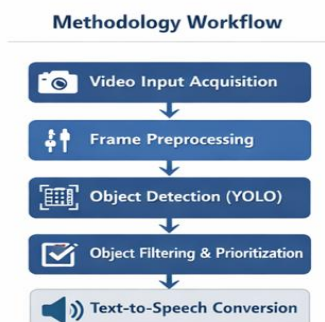 Methodology Workflow
Video Input Acquisition
Frame Preprocessing
Object Detection (YOLO)
Object Filtering & Prioritization
Text-to-Speech Conversion